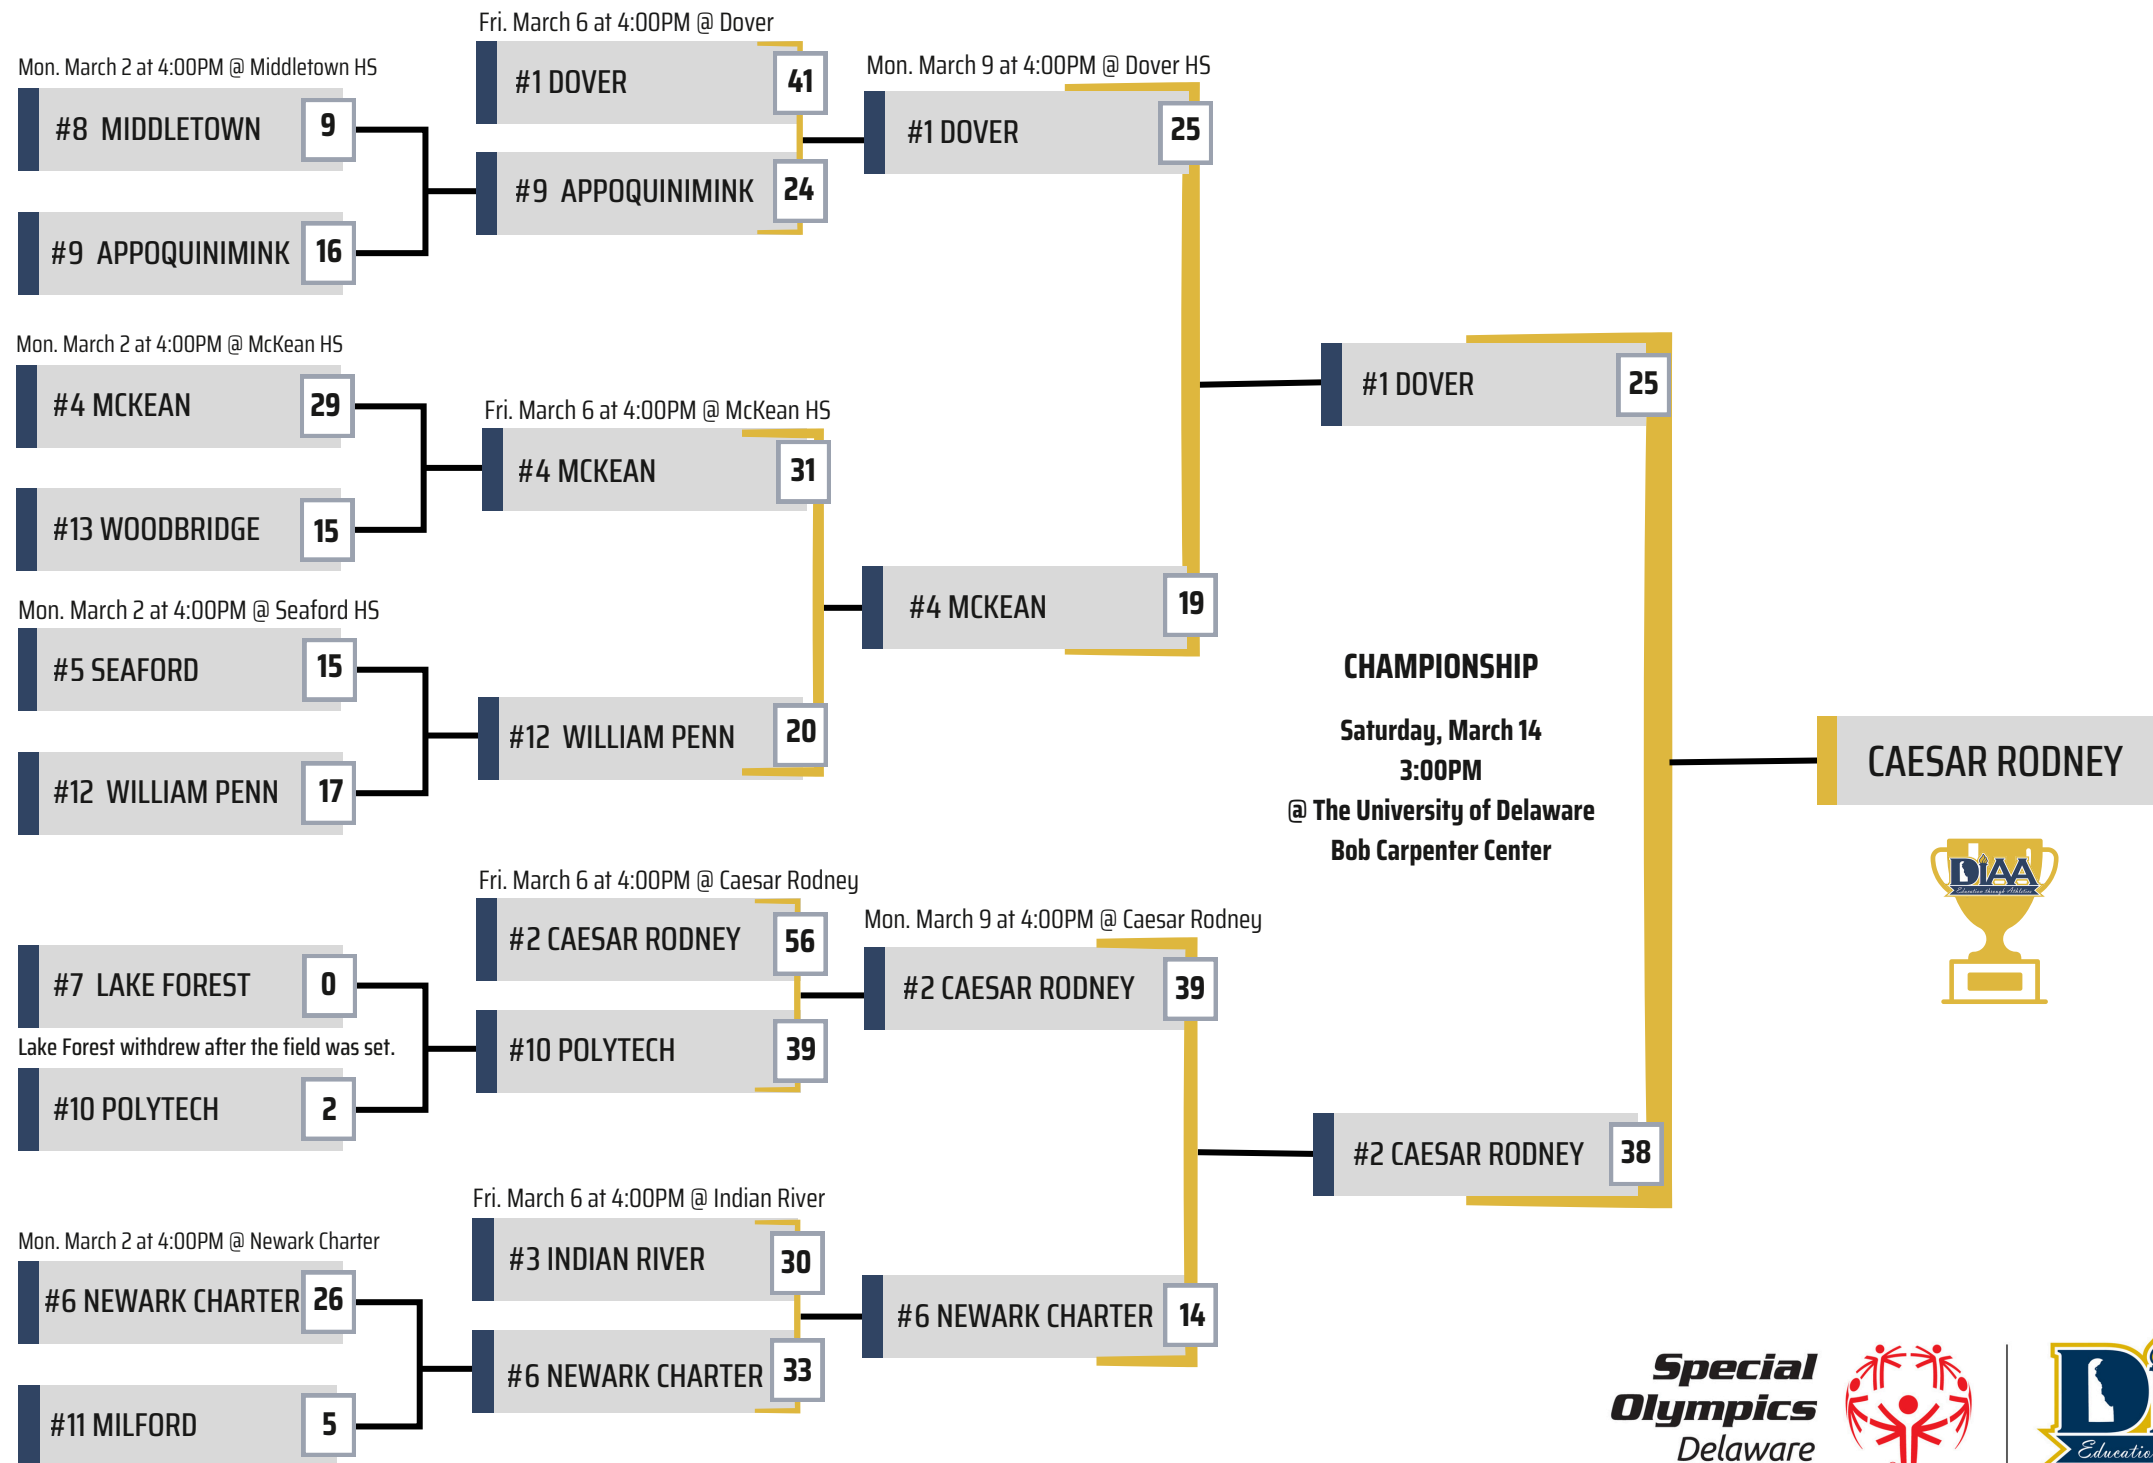 Mon. March 2 at 4:00PM @ Middletown HS
#8 MIDDLETOWN 9
#9 APPOQUINIMINK 16
Mon. March 2 at 4:00PM @ McKean HS
#4 MCKEAN 29
#13 WOODBRIDGE 15
Mon. March 2 at 4:00PM @ Seaford HS
#5 SEAFORD 15
#12 WILLIAM PENN 17
#7 LAKE FOREST 0
Lake Forest withdrew after the field was set.
#10 POLYTECH 2
Mon. March 2 at 4:00PM @ Newark Charter
#6 NEWARK CHARTER 26
#11 MILFORD 5
Fri. March 6 at 4:00PM @ Dover
#1 DOVER 41
#9 APPOQUINIMINK 24
Fri. March 6 at 4:00PM @ McKean HS
#4 MCKEAN 31
#12 WILLIAM PENN 20
Fri. March 6 at 4:00PM @ Caesar Rodney
#2 CAESAR RODNEY 56
#10 POLYTECH 39
Fri. March 6 at 4:00PM @ Indian River
#3 INDIAN RIVER 30
#6 NEWARK CHARTER 33
Mon. March 9 at 4:00PM @ Dover HS
#1 DOVER 25
#4 MCKEAN 19
Mon. March 9 at 4:00PM @ Caesar Rodney
#2 CAESAR RODNEY 39
#6 NEWARK CHARTER 14
#1 DOVER 25
CHAMPIONSHIP
Saturday, March 14
3:00PM
@ The University of Delaware
Bob Carpenter Center
#2 CAESAR RODNEY 38
CAESAR RODNEY
DIAA
Education through Athletics
Special
Olympics
Delaware